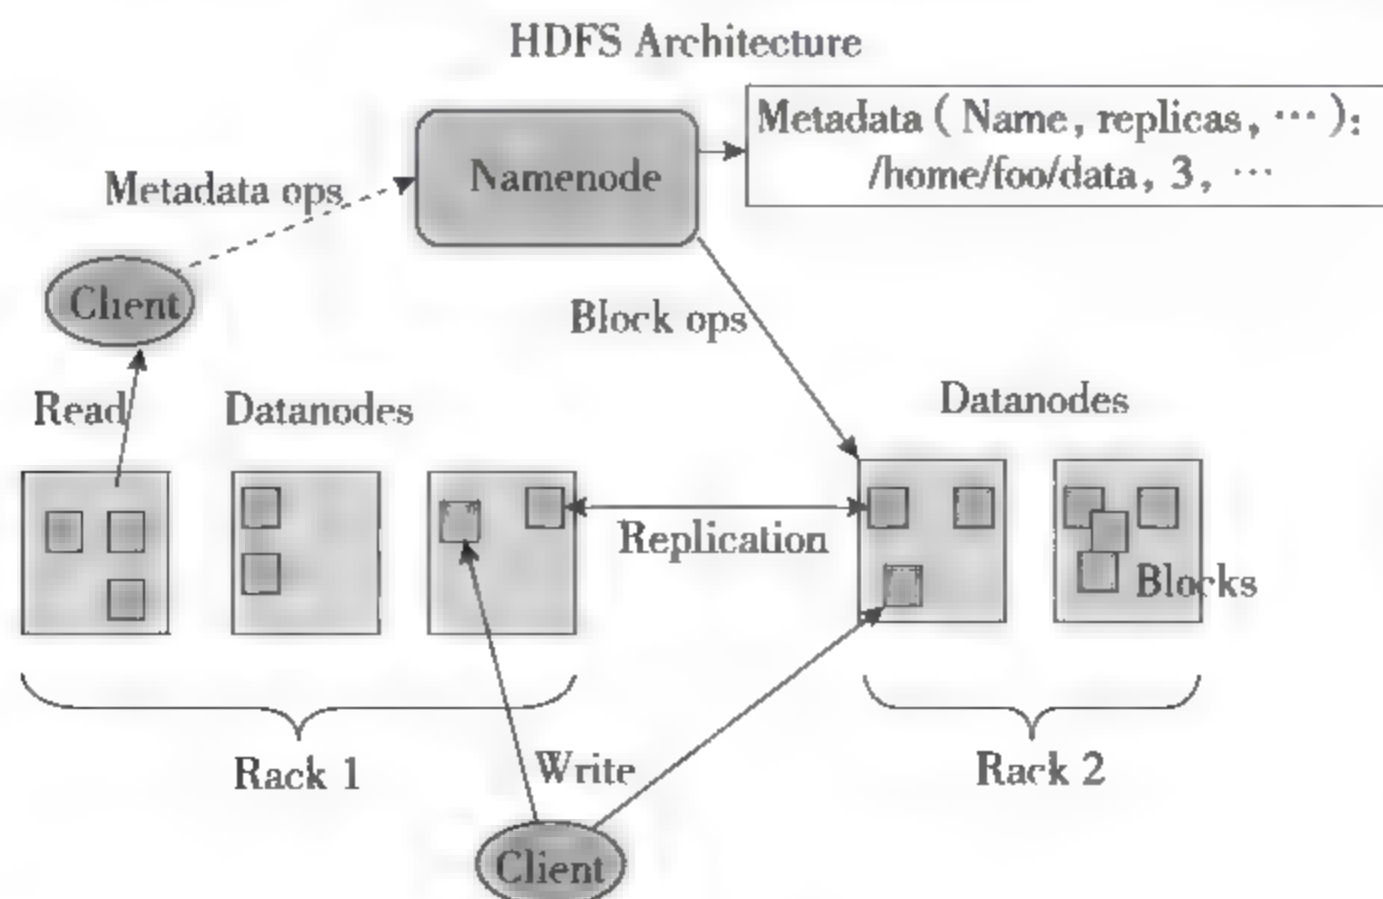 HDFS Architecture
Metadata ( Name, replicas, ··· ):
/home/foo/data, 3, ···
Namenode
Metadata ops
Client
Block ops
Read
Datanodes
Datanodes
Replication
Blocks
Rack 1
Write
Rack 2
Client